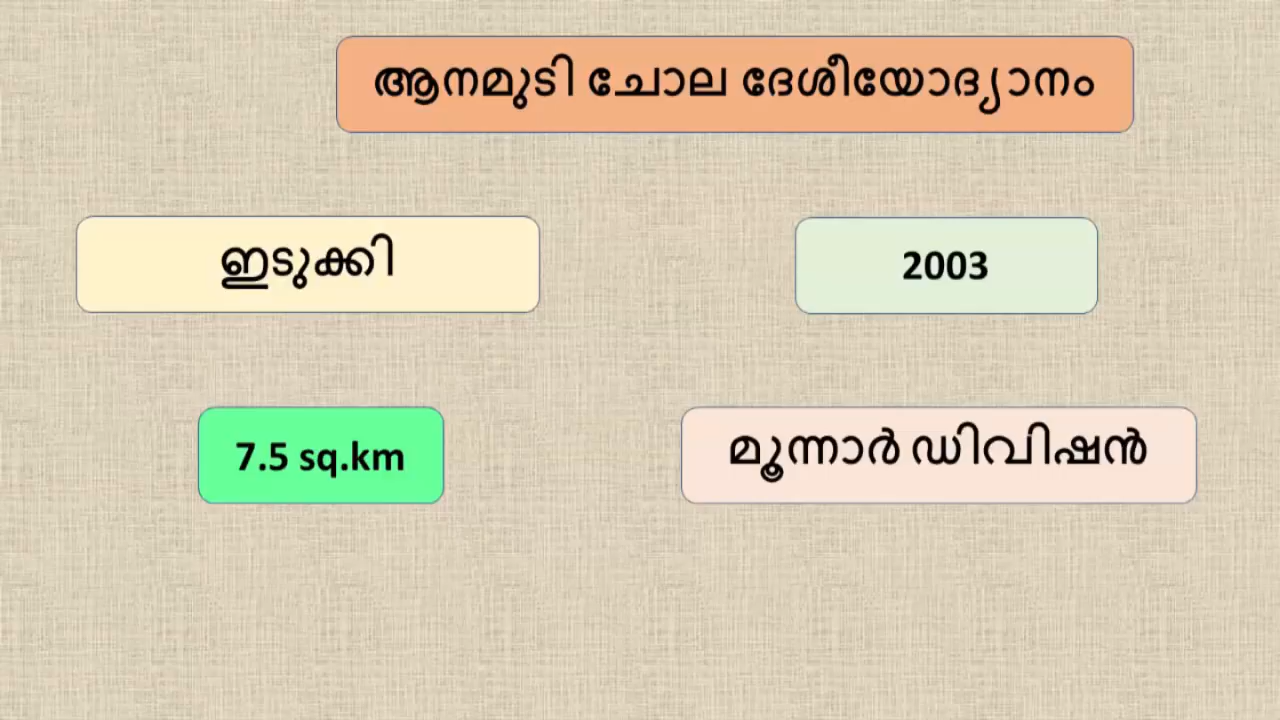 ആനമുടി ചോല ദേശീയോദ്യാനം
ഇടുക്കി
2003
7.5 sq.km
മൂന്നാർ ഡിവിഷൻ